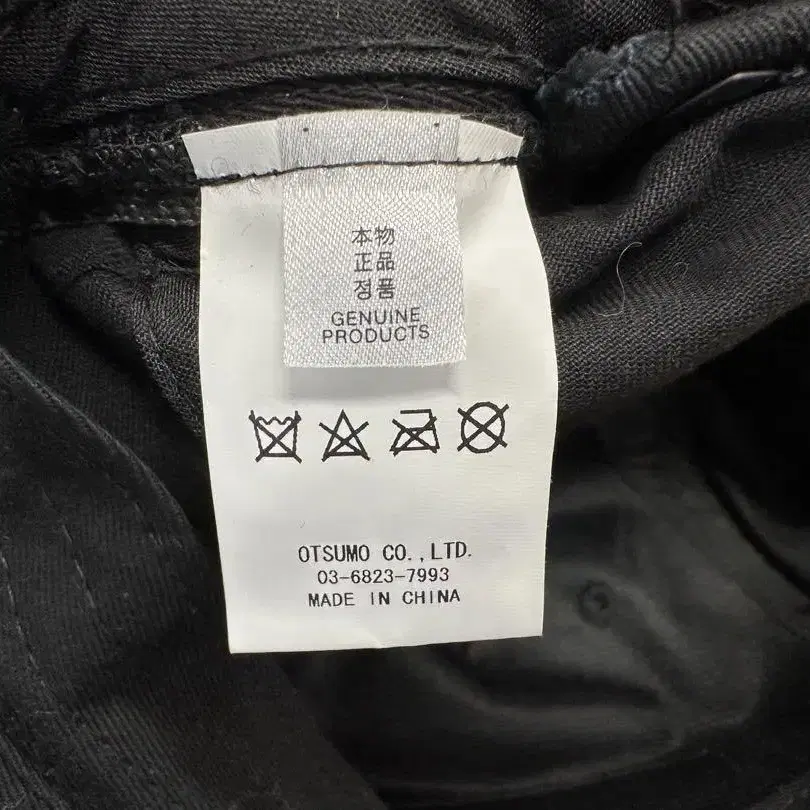 本物
正品
정품
GENUINE
PRODUCTS
OTSUMO CO.,LTD.
03-6823-7993
MADE IN CHINA